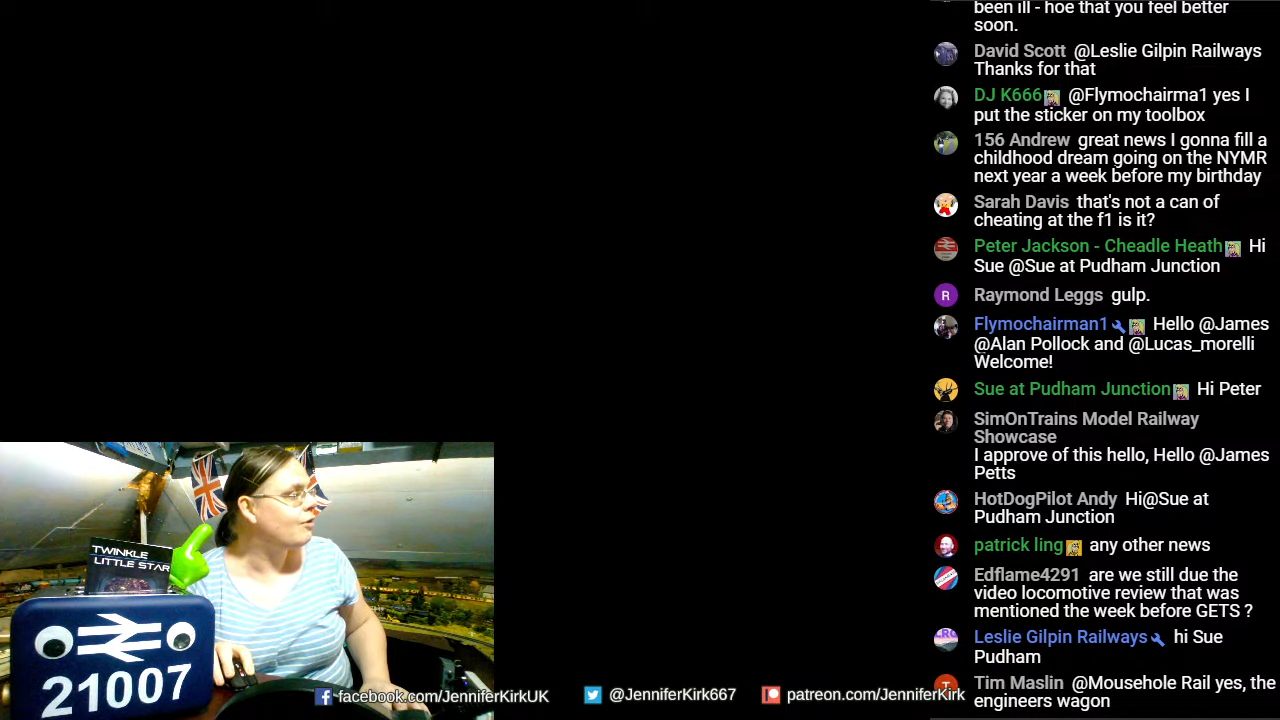 been ill - hoe that you feel better
soon.
David Scott @Leslie Gilpin Railways
Thanks for that
DJ K666 @Flymochairma1 yes I
put the sticker on my toolbox
156 Andrew great news I gonna fill a
childhood dream going on the NYMR
next year a week before my birthday
Sarah Davis that's not a can of
cheating at the f1 is it?
Peter Jackson - Cheadle Heath Hi
Sue @Sue at Pudham Junction
R Raymond Leggs gulp.
Flymochairman1 Hello @James
@Alan Pollock and @Lucas_morelli
Welcome!
Sue at Pudham Junction Hi Peter
SimOnTrains Model Railway
Showcase
I approve of this hello, Hello @James
Petts
HotDogPilot Andy Hi@Sue at
Pudham Junction
patrick ling any other news
Edflame4291 are we still due the
video locomotive review that was
mentioned the week before GETS ?
Leslie Gilpin Railways hi Sue
Pudham
T Tim Maslin @Mousehole Rail yes, the
engineers wagon
TWINKLE
LITTLE STAR
21007
facebook.com/JenniferKirkUK
@JenniferKirk667
patreon.com/JenniferKirk